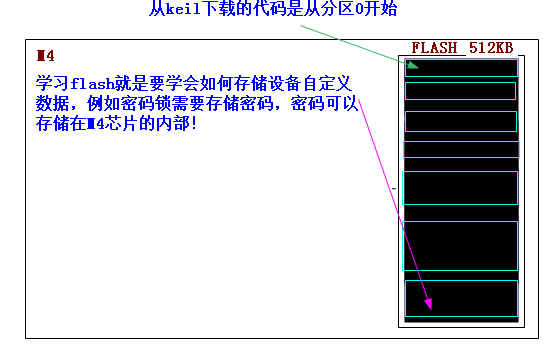 从keil下载的代码是从分区0开始
FLASH 512KB
M4
学习flash就是要学会如何存储设备自定义
数据，例如密码锁需要存储密码，密码可以
存储在M4芯片的内部!